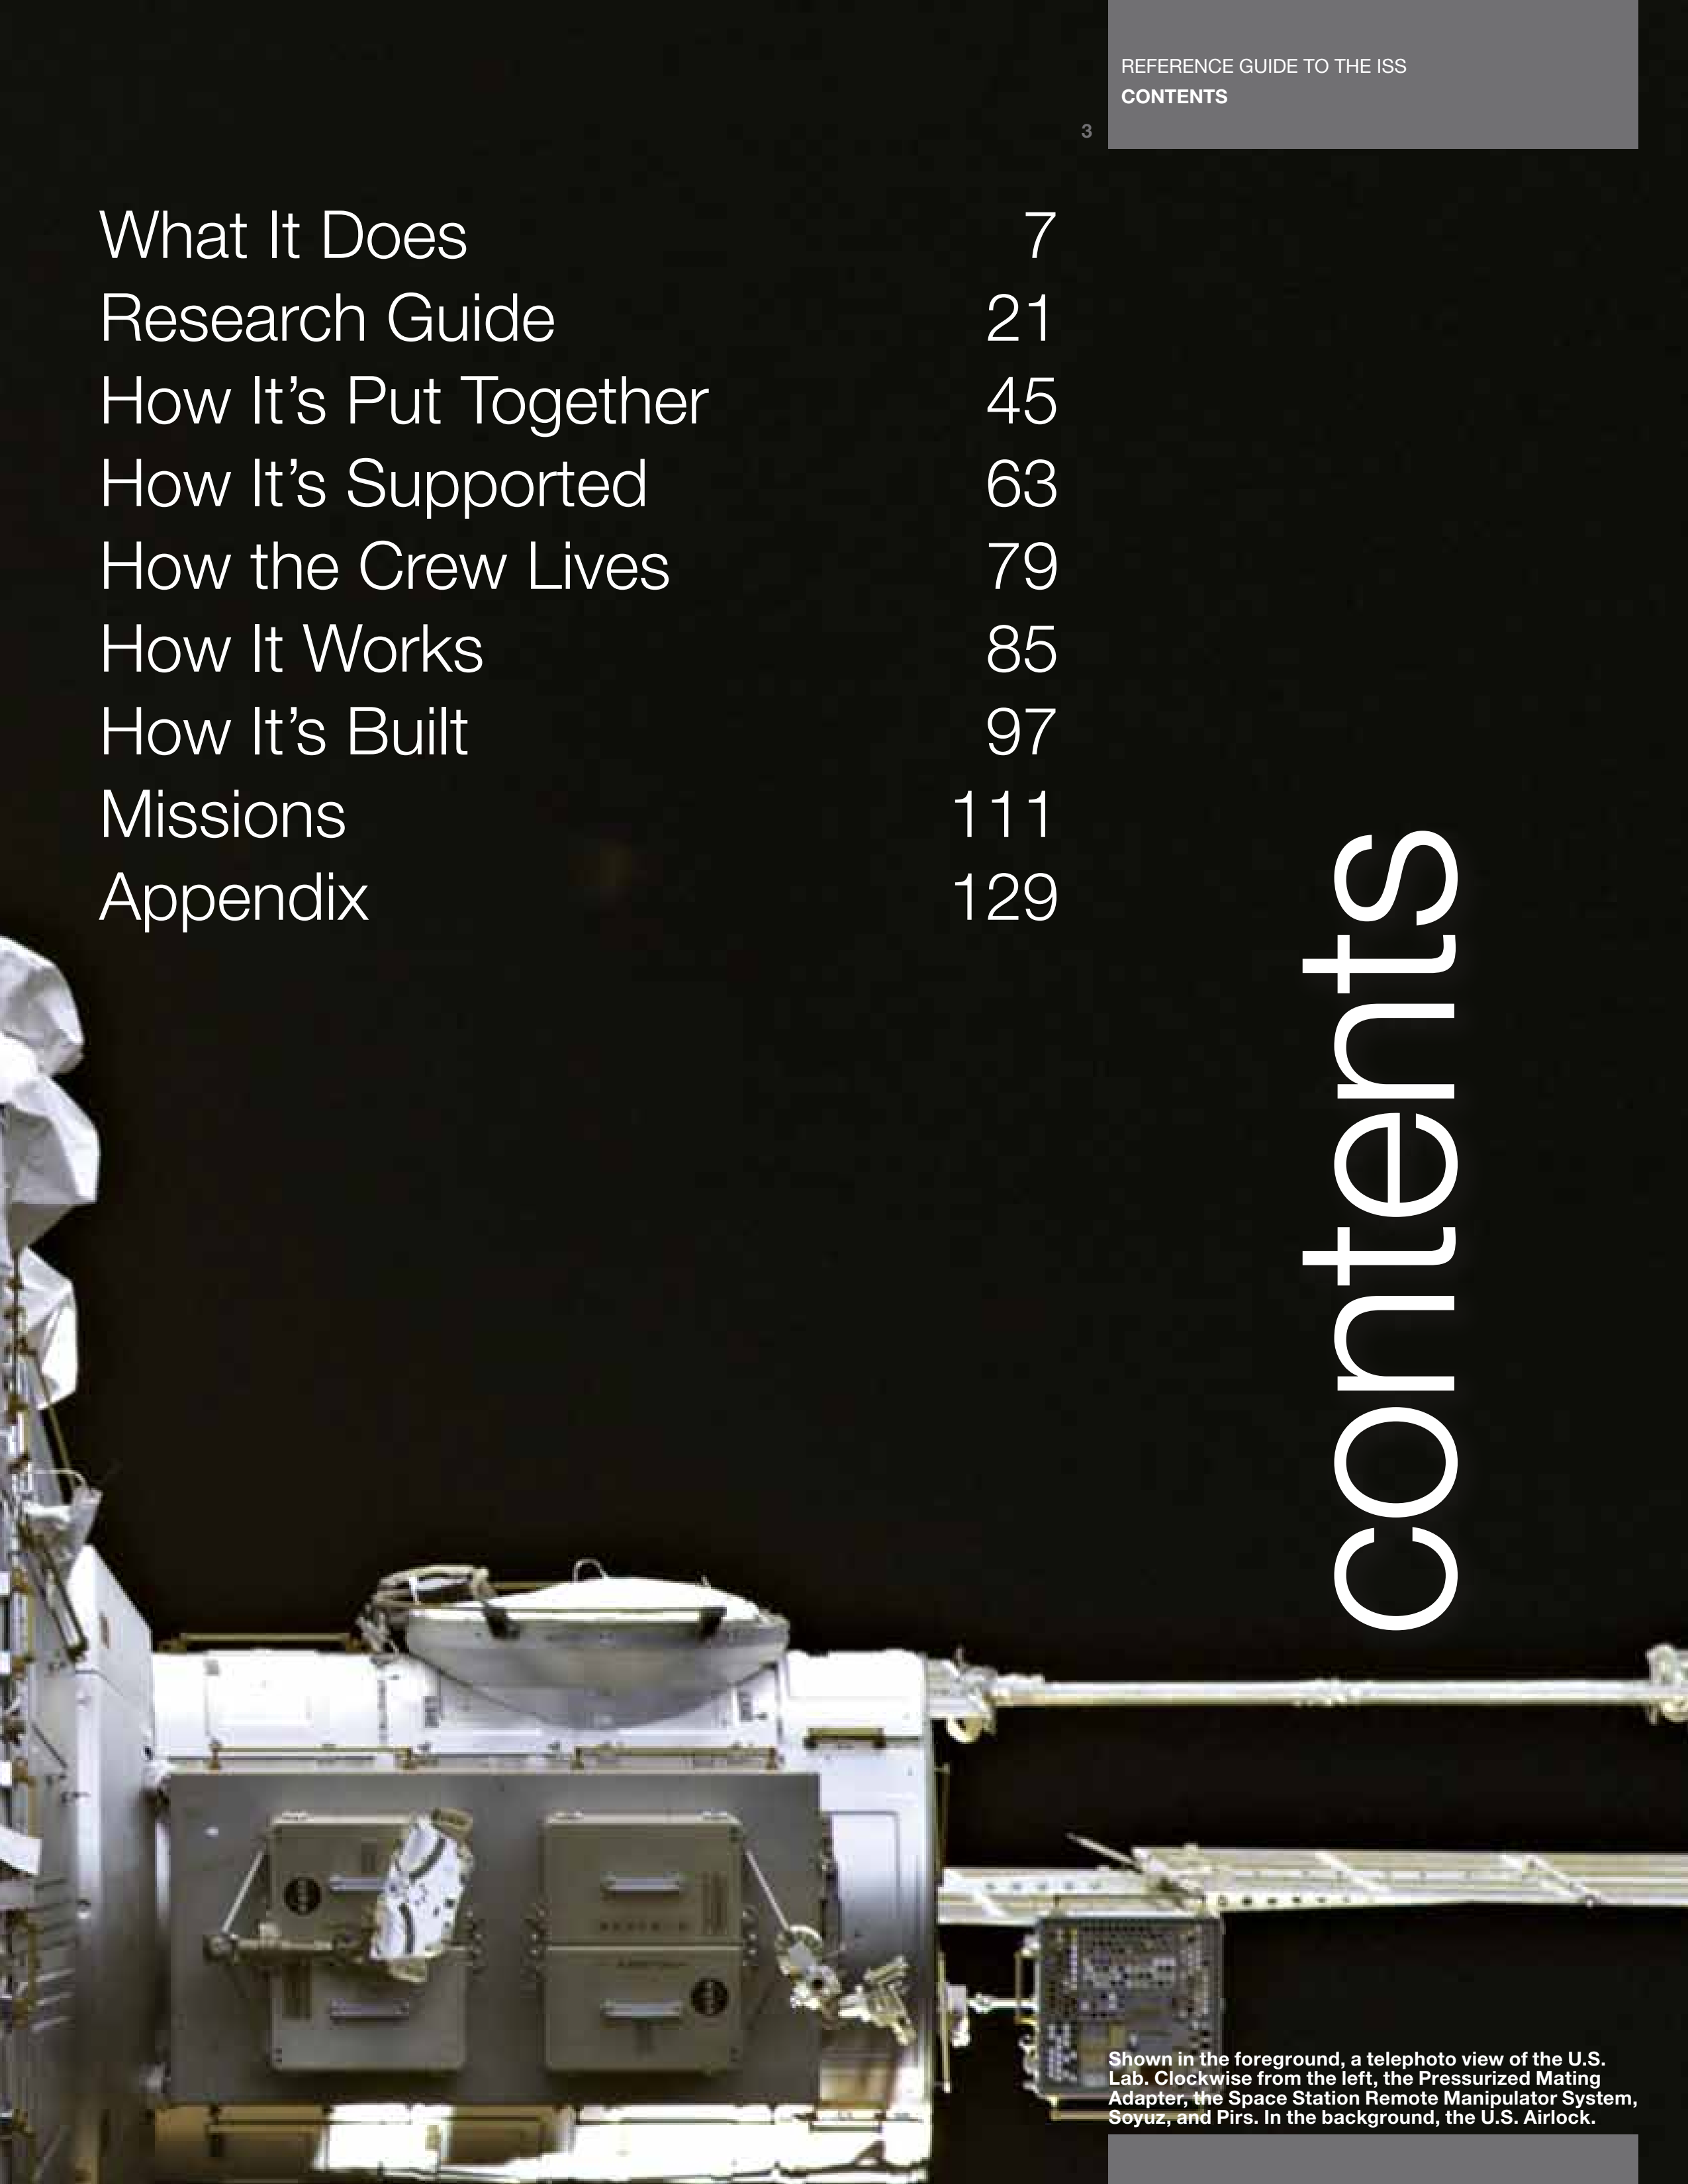 REFERENCE GUIDE TO THE ISS
CONTENTS
3
What It Does 7
Research Guide 21
How It’s Put Together 45
How It’s Supported 63
How the Crew Lives 79
How It Works 85
How It’s Built 97
Missions 111
Appendix 129
contents
Shown in the foreground, a telephoto view of the U.S.
Lab. Clockwise from the left, the Pressurized Mating
Adapter, the Space Station Remote Manipulator System,
Soyuz, and Pirs. In the background, the U.S. Airlock.